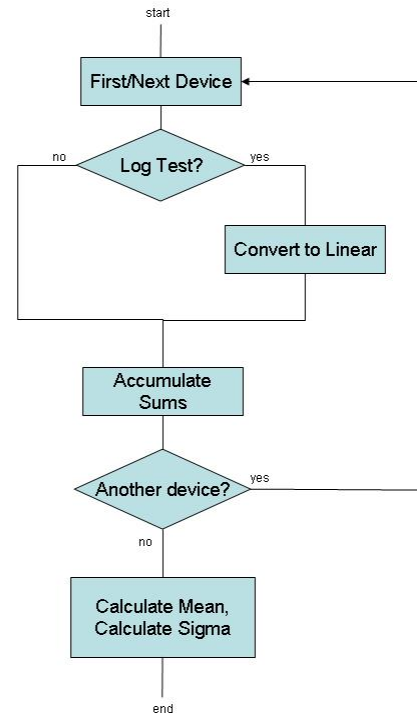 start
First/Next Device
no
Log Test?
yes
Convert to Linear
Accumulate
Sums
Another device?
yes
no
Calculate Mean,
Calculate Sigma
end